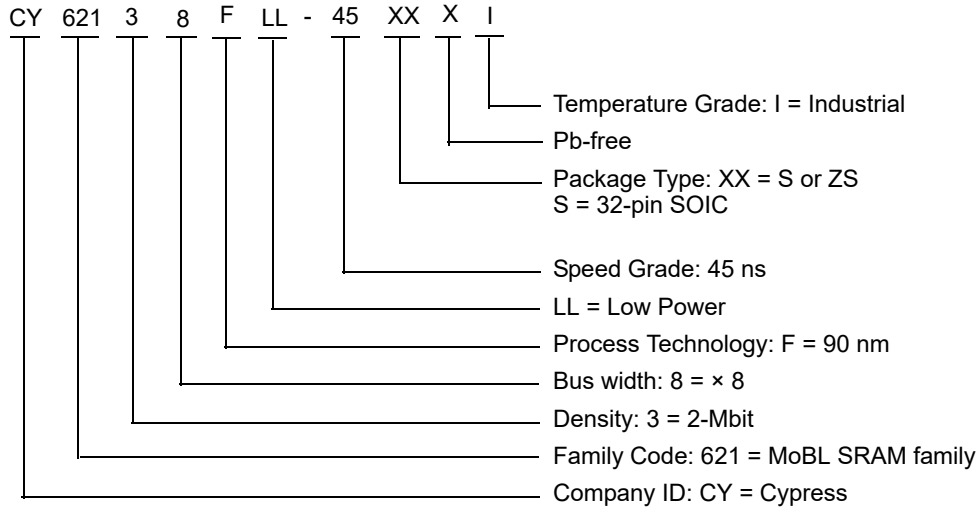 CY 621 3 8 F LL - 45 XX X I
Temperature Grade: I = Industrial
Pb-free
Package Type: XX = S or ZS
S = 32-pin SOIC
Speed Grade: 45 ns
LL = Low Power
Process Technology: F = 90 nm
Bus width: 8 = × 8
Density: 3 = 2-Mbit
Family Code: 621 = MoBL SRAM family
Company ID: CY = Cypress